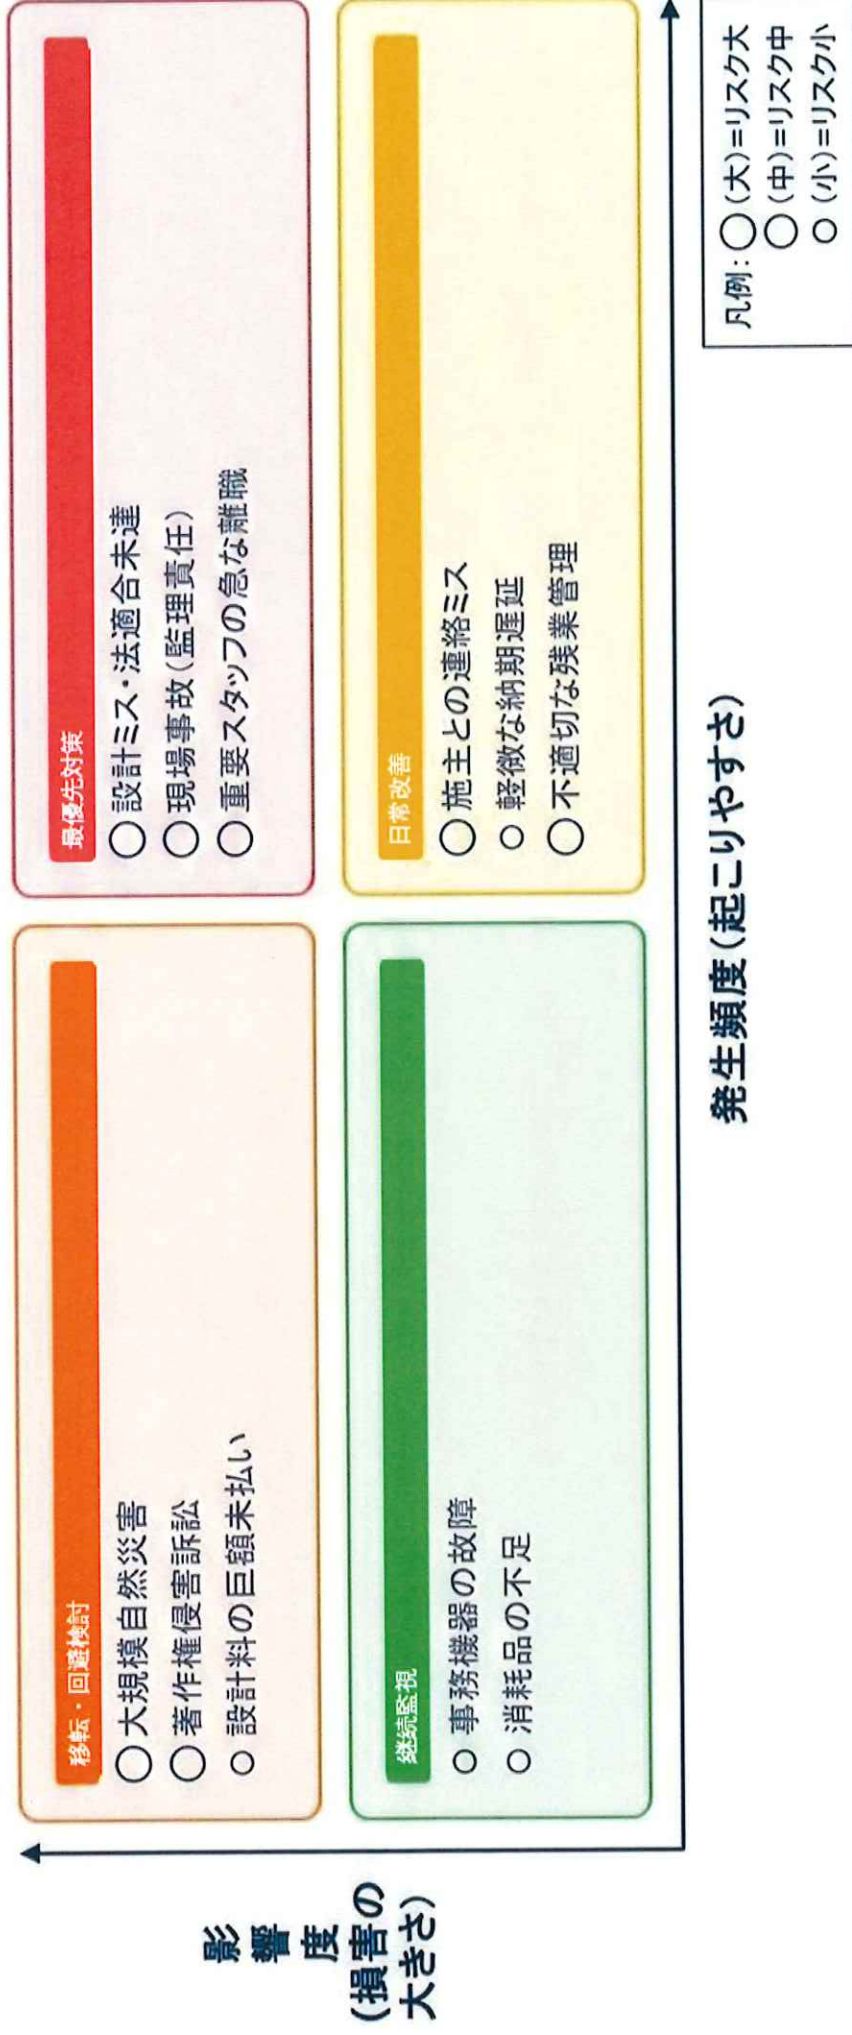 影
響
度
(損害の
大きさ)
移転・回避検討
○大規模自然災害
○著作権侵害訴訟
○ 設計料の巨額未払い
最優先対策
○設計ミス・法適合未達
○現場事故(監理責任)
○重要スタッフの急な離職
継続監視
○ 事務機器の故障
○ 消耗品の不足
日常改善
○施主との連絡ミス
○ 軽微な納期遅延
○不適切な残業管理
発生頻度(起こりやすさ)
凡例:○(大)=リスク大
○(中)=リスク中
○(小)=リスク小